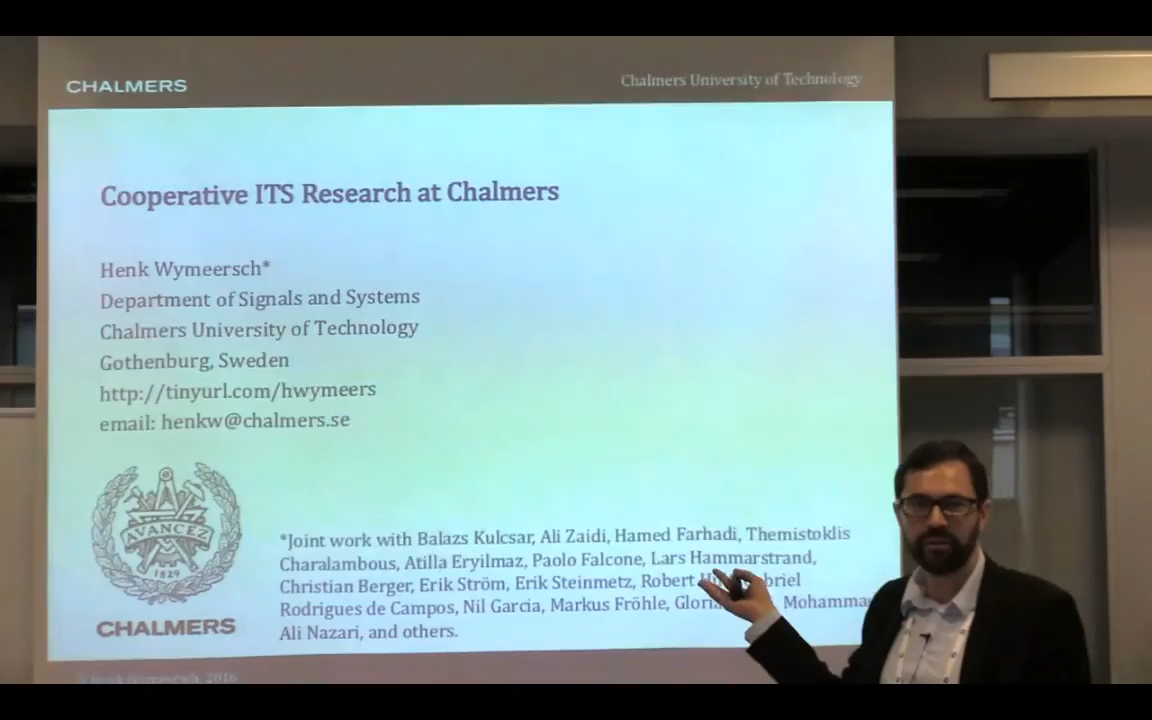 CHALMERS
Chalmers University of Technology
Cooperative ITS Research at Chalmers
Henk Wymeersch*
Department of Signals and Systems
Chalmers University of Technology
Gothenburg, Sweden
http://tinyurl.com/hwymeers
email: henkw@chalmers.se
AVANCEZ
1829
CHALMERS
*Joint work with Balazs Kulcsar, Ali Zaidi, Hamed Farhadi, Themistoklis
Charalambous, Atilla Eryilmaz, Paolo Falcone, Lars Hammarstrand,
Christian Berger, Erik Ström, Erik Steinmetz, Robert
Rodrigues de Campos, Nil Garcia, Markus Fröhle,
Ali Nazari, and others.
© Henk Wymeersch, 2016